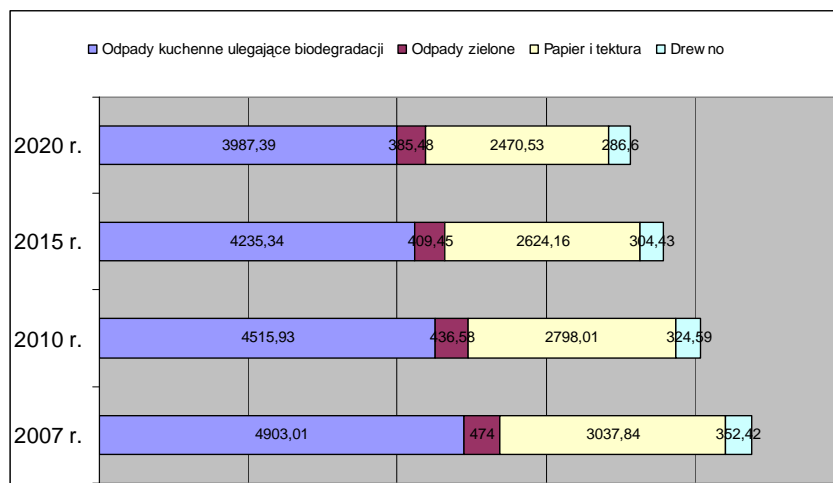 Odpady kuchenne ulegające biodegradacji Odpady zielone Papier i tektura Drewno
2020 r. 3987,39 385,48 2470,53 286,6
2015 r. 4235,34 409,45 2624,16 304,43
2010 r. 4515,93 436,58 2798,01 324,59
2007 r. 4903,01 474 3037,84 352,42